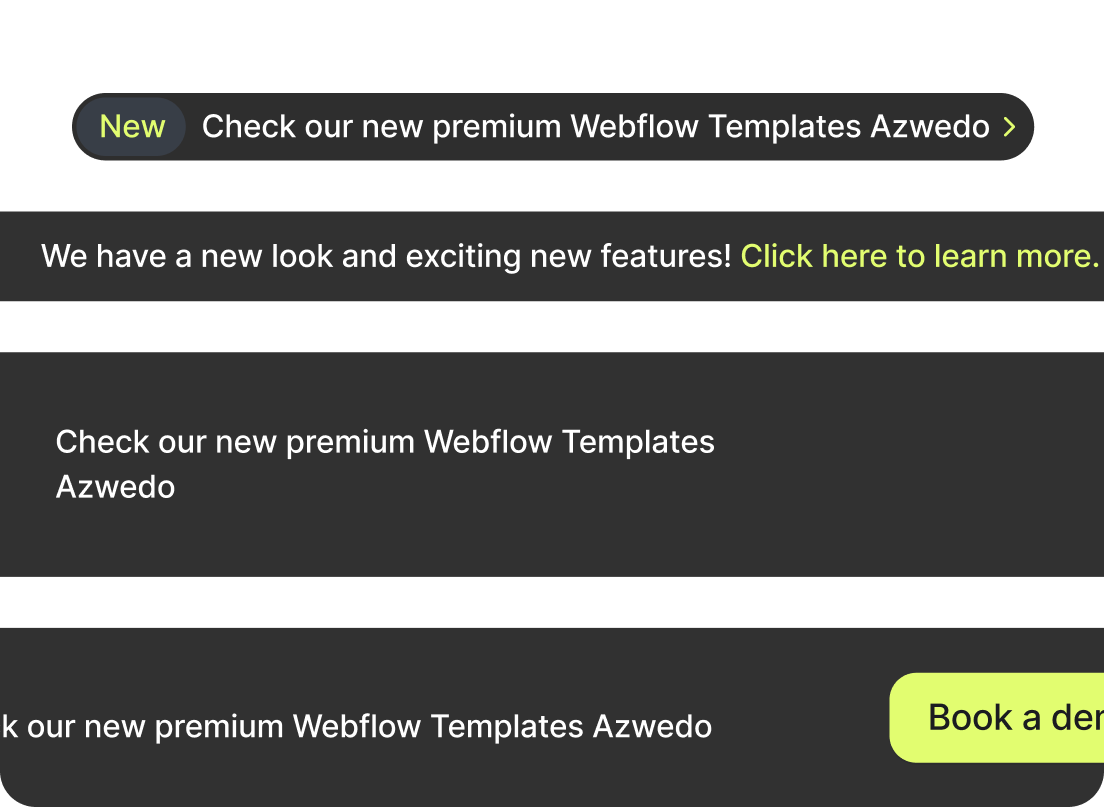 New Check our new premium Webflow Templates Azwedo
We have a new look and exciting new features! Click here to learn more.
Check our new premium Webflow Templates
Azwedo
k our new premium Webflow Templates Azwedo
Book a de